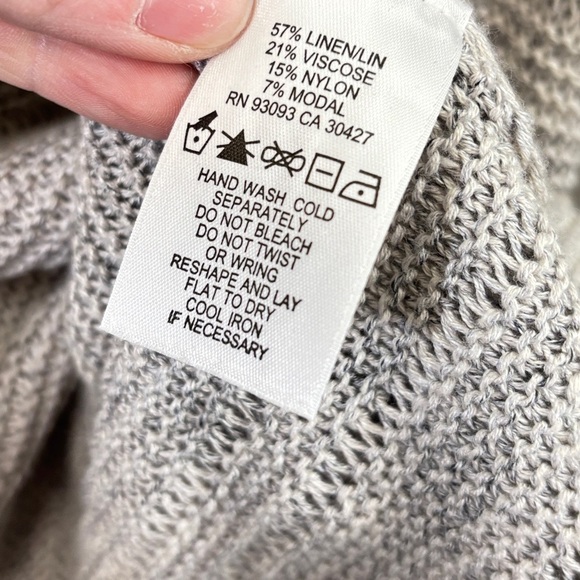 57% LINEN/LIN
21% VISCOSE
15% NYLON
7% MODAL
RN 93093 CA 30427
HAND WASH COLD
SEPARATELY
DO NOT BLEACH
DO NOT TWIST
OR WRING
RESHAPE AND LAY
FLAT TO DRY
COOL IRON
IF NECESSARY